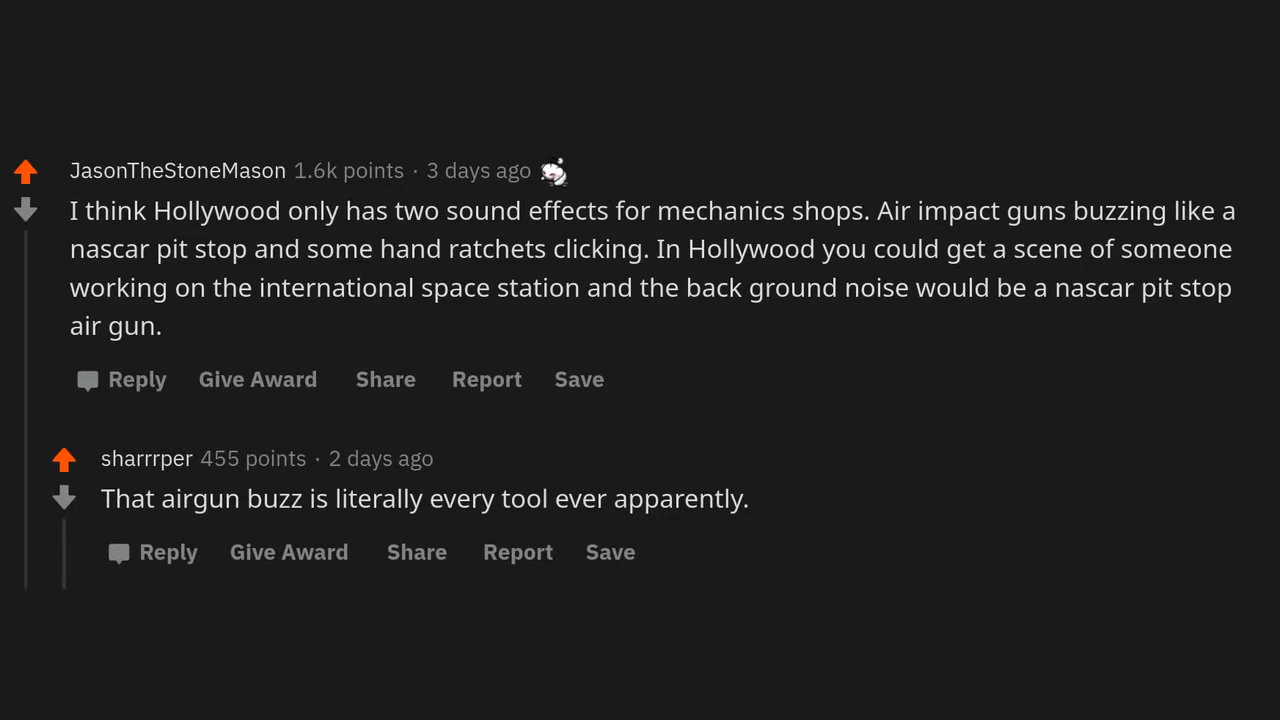 JasonTheStoneMason 1.6k points · 3 days ago
I think Hollywood only has two sound effects for mechanics shops. Air impact guns buzzing like a
nascar pit stop and some hand ratchets clicking. In Hollywood you could get a scene of someone
working on the international space station and the back ground noise would be a nascar pit stop
air gun.
Reply Give Award Share Report Save
sharrrper 455 points · 2 days ago
That airgun buzz is literally every tool ever apparently.
Reply Give Award Share Report Save